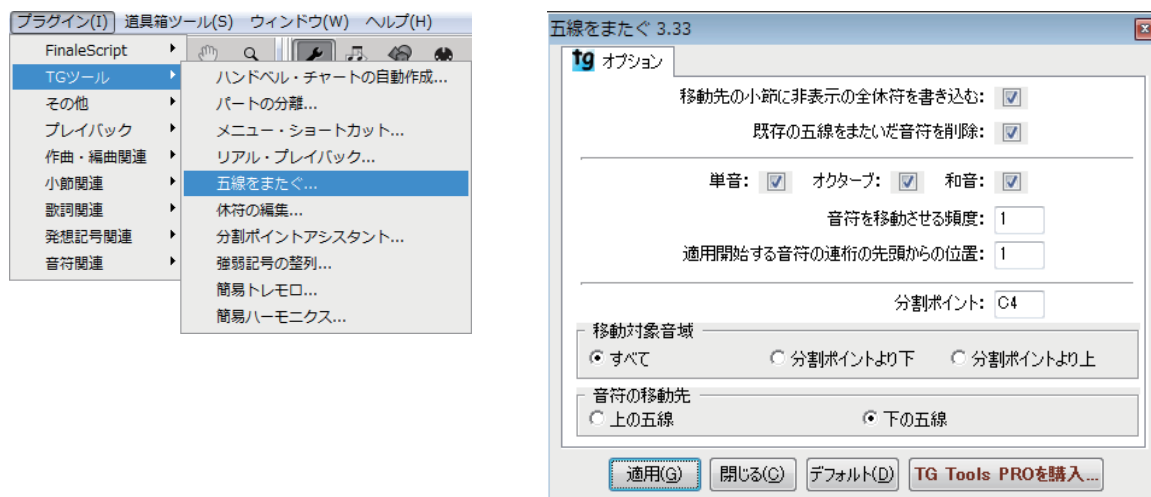 プラグイン(I) 道具箱ツール(S) ウィンドウ(W) ヘルプ(H)
FinaleScript
TGツール
その他
プレイバック
作曲・編曲関連
小節関連
歌詞関連
発想記号関連
音符関連
ハンドベル・チャートの自動作成...
パートの分離...
メニュー・ショートカット...
リアル・プレイバック...
五線をまたぐ...
休符の編集...
分割ポイントアシスタント...
強弱記号の整列...
簡易トレモロ...
簡易ハーモニクス...
五線をまたぐ 3.33
tg オプション
移動先の小節に非表示の全休符を書き込む:
既存の五線をまたいだ音符を削除:
単音: オクターブ: 和音:
音符を移動させる頻度: 1
適用開始する音符の連桁の先頭からの位置: 1
分割ポイント: C4
移動対象音域
すべて 分割ポイントより下 分割ポイントより上
音符の移動先
上の五線 下の五線
適用(G) 閉じる(C) デフォルト(D) TG Tools PROを購入...